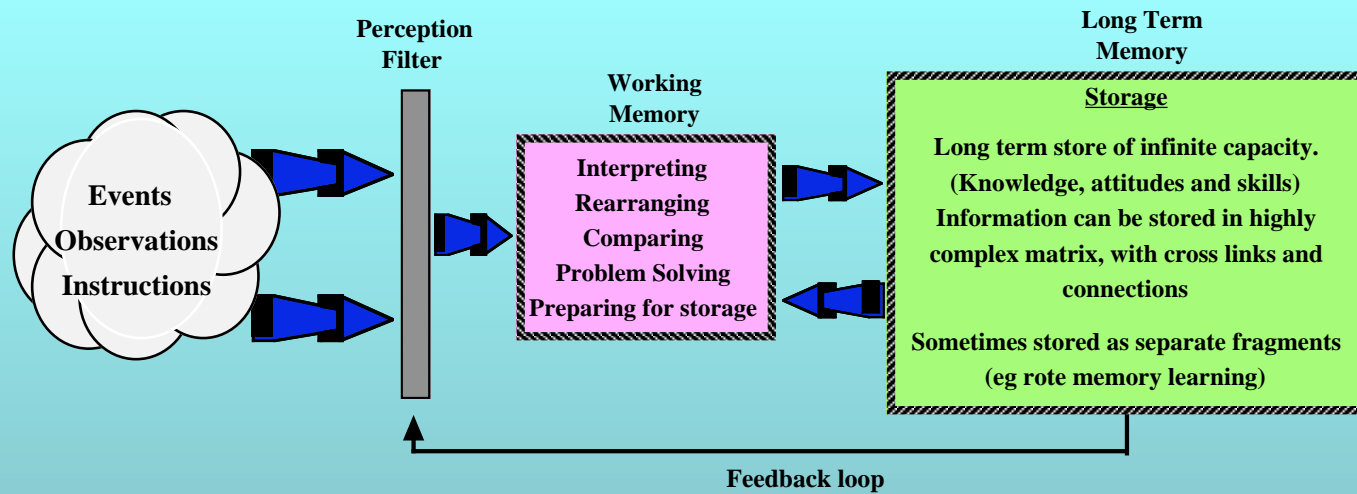 Perception
Filter
Events
Observations
Instructions
Working
Memory
Interpreting
Rearranging
Comparing
Problem Solving
Preparing for storage
Long Term
Memory
Storage
Long term store of infinite capacity.
(Knowledge, attitudes and skills)
Information can be stored in highly
complex matrix, with cross links and
connections
Sometimes stored as separate fragments
(eg rote memory learning)
Feedback loop